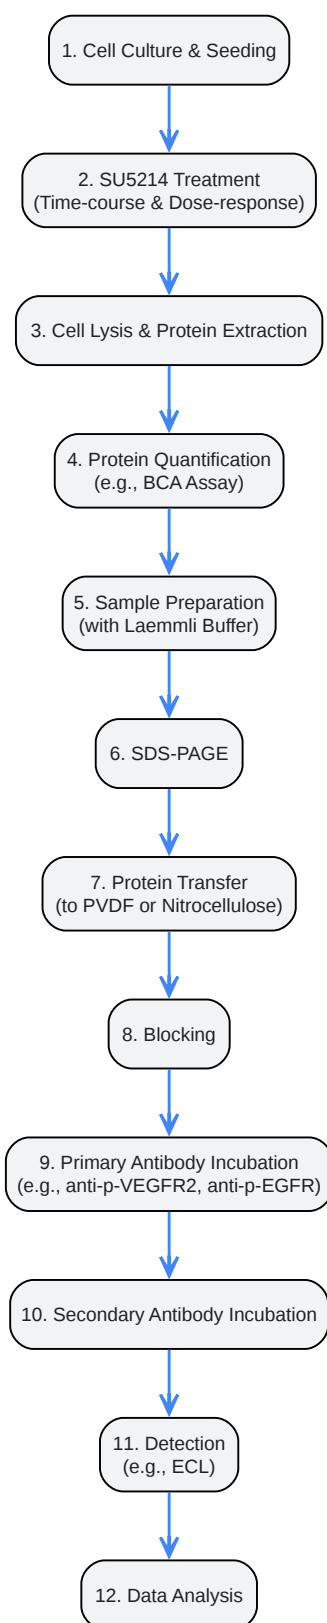 1. Cell Culture & Seeding
2. SU5214 Treatment
(Time-course & Dose-response)
3. Cell Lysis & Protein Extraction
4. Protein Quantification
(e.g., BCA Assay)
5. Sample Preparation
(with Laemmli Buffer)
6. SDS-PAGE
7. Protein Transfer
(to PVDF or Nitrocellulose)
8. Blocking
9. Primary Antibody Incubation
(e.g., anti-p-VEGFR2, anti-p-EGFR)
10. Secondary Antibody Incubation
11. Detection
(e.g., ECL)
12. Data Analysis